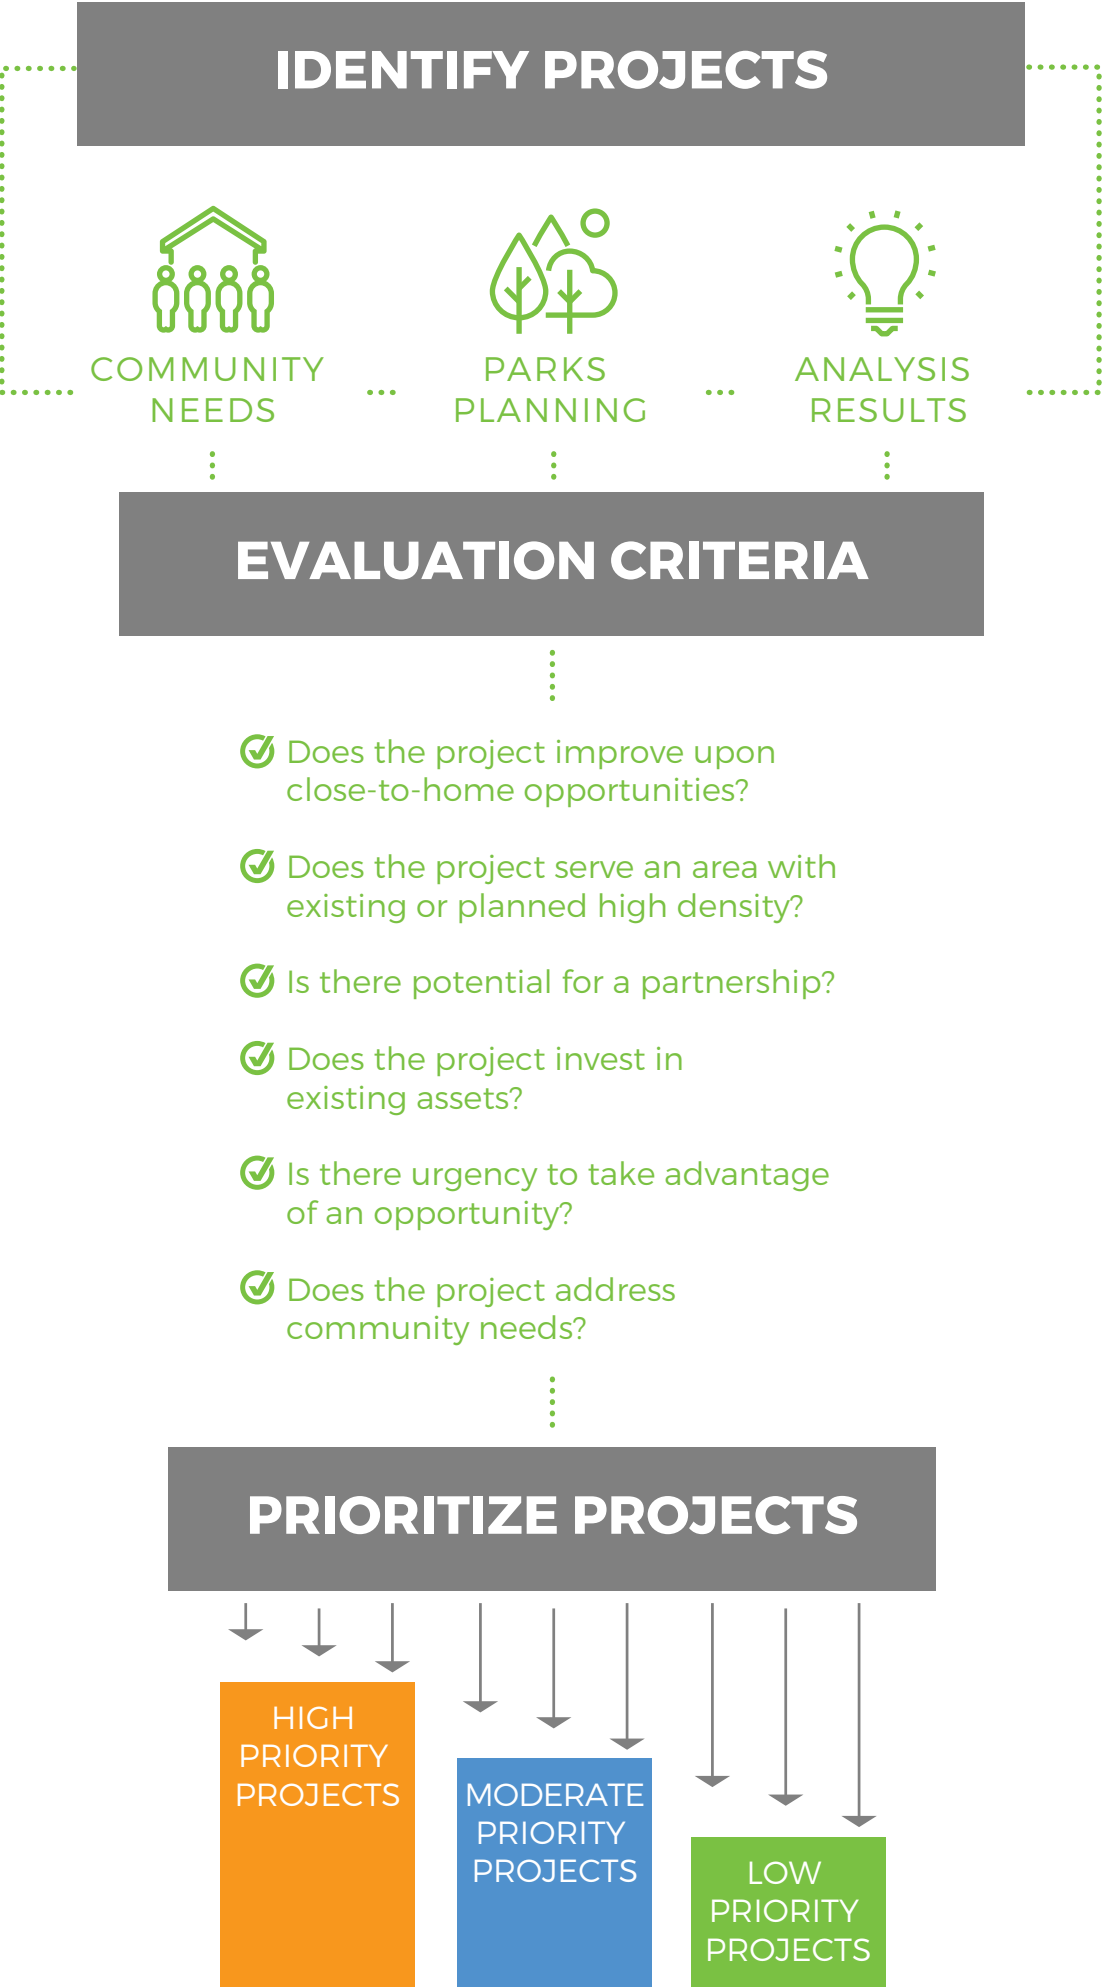 IDENTIFY PROJECTS
COMMUNITY
NEEDS
PARKS
PLANNING
ANALYSIS
RESULTS
EVALUATION CRITERIA
Does the project improve upon
close-to-home opportunities?
Does the project serve an area with
existing or planned high density?
Is there potential for a partnership?
Does the project invest in
existing assets?
Is there urgency to take advantage
of an opportunity?
Does the project address
community needs?
PRIORITIZE PROJECTS
HIGH
PRIORITY
PROJECTS
MODERATE
PRIORITY
PROJECTS
LOW
PRIORITY
PROJECTS